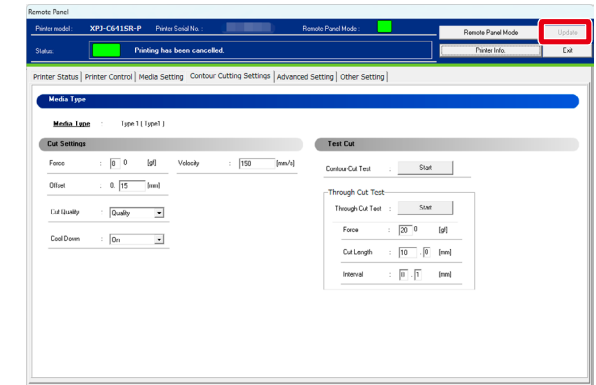 Remote Panel
Printer model : XPJ-C641SR-P Printer Serial No. : Remote Panel Mode :
Remote Panel Mode Update
Status: Printing has been cancelled. Printer Info. Exit
Printer Status Printer Control Media Setting Contour Cutting Settings Advanced Setting Other Setting
Media Type
Media Type : Type 1 ( Type1 )
Cut Settings Test Cut
Force : 0 0 [gf] Velocity : 150 [mm/s]
Contour-Cut Test : Start
Offset : 0. 15 [mm]
Through Cut Test
Cut Quality : Quality
Through Cut Test : Start
Force : 20 0 [gf]
Cool Down : On
Cut Length : 10 . 0 [mm]
Interval : 0 . 1 [mm]